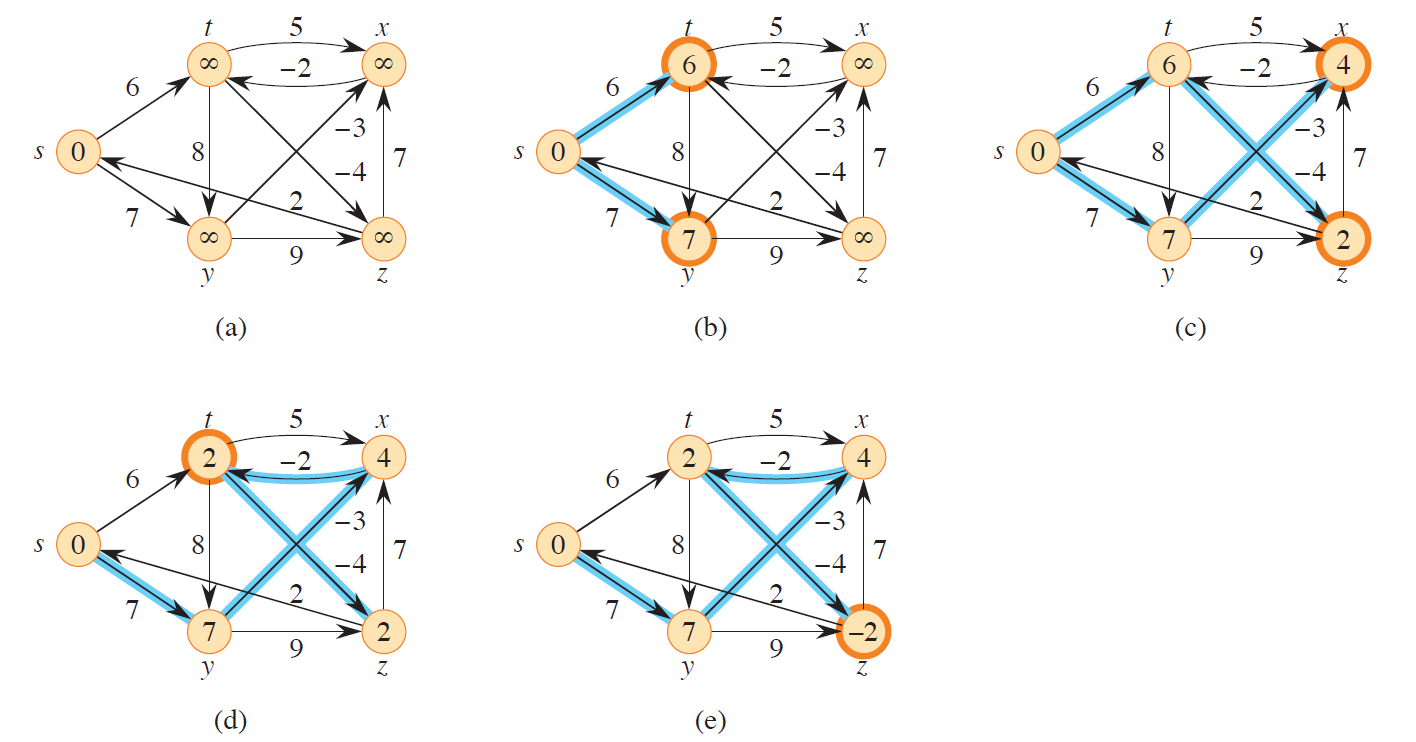 t 5 x t 5 x t 5 x
∞ −2 ∞ 6 −2 ∞ 6 −2 4
6 6 6
−3 −3 −3
s 0 8 7 s 0 8 7 s 0 8 7
−4 −4 −4
7 2 7 2 7 2
∞ 9 ∞ 7 9 ∞ 7 9 2
y z y z y z
(a) (b) (c)
t 5 x t 5 x
2 −2 4 2 −2 4
6 6
−3 −3
s 0 8 7 s 0 8 7
−4 −4
7 2 7 2
7 9 2 7 9 −2
y z y z
(d) (e)